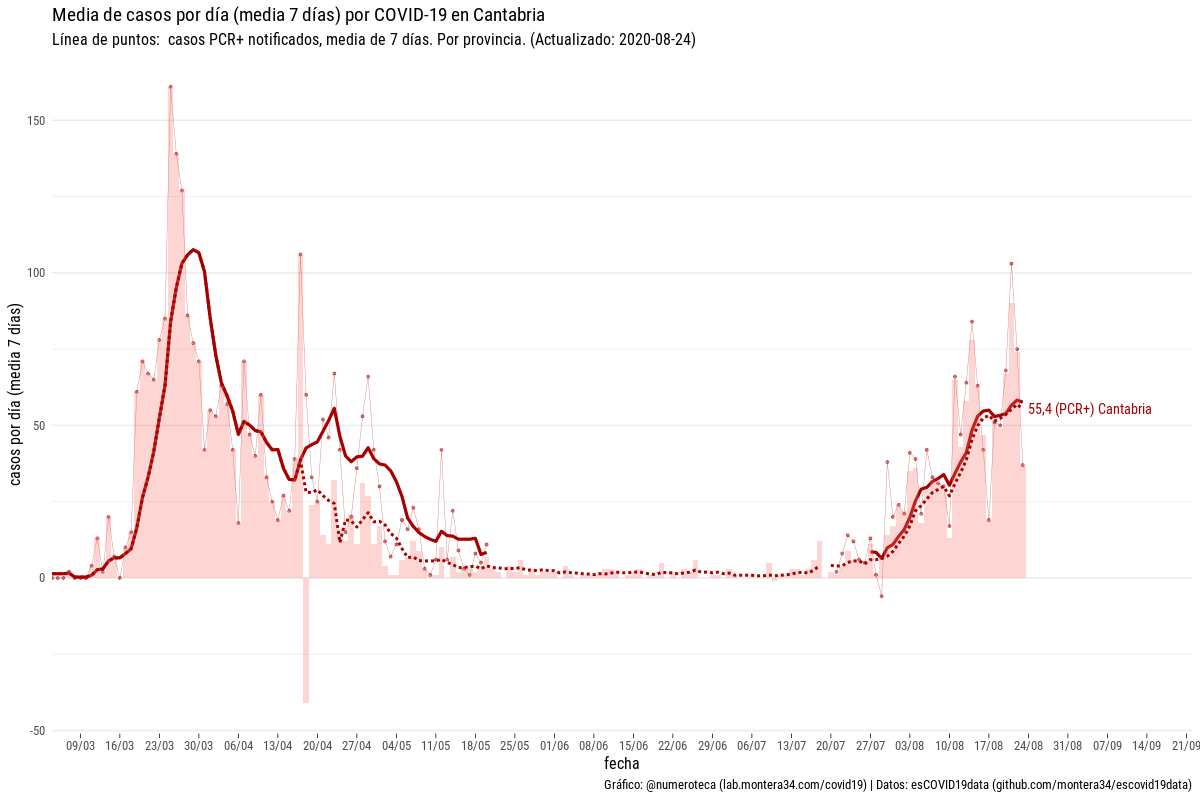 Media de casos por día (media 7 días) por COVID-19 en Cantabria
Línea de puntos:  casos PCR+ notificados, media de 7 días. Por provincia. (Actualizado: 2020-08-24)
casos por día (media 7 días)
150
100
50
0
-50
55,4 (PCR+) Cantabria
09/03 16/03 23/03 30/03 06/04 13/04 20/04 27/04 04/05 11/05 18/05 25/05 01/06 08/06 15/06 22/06 29/06 06/07 13/07 20/07 27/07 03/08 10/08 17/08 24/08 31/08 07/09 14/09 21/09
fecha
Gráfico: @numeroteca (lab.montera34.com/covid19) | Datos: esCOVID19data (github.com/montera34/escovid19data)